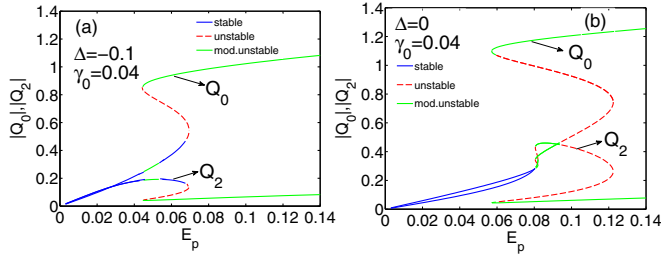 (a)
stable
unstable
mod.unstable
Δ=−0.1
γ0=0.04
Q0
Q2
|Q0|,|Q2|
1.4
1.2
1
0.8
0.6
0.4
0.2
0
0 0.02 0.04 0.06 0.08 0.1 0.12 0.14
Ep
(b)
Δ=0
γ0=0.04
stable
unstable
mod.unstable
Q0
Q2
|Q0|,|Q2|
1.4
1.2
1
0.8
0.6
0.4
0.2
0
0 0.02 0.04 0.06 0.08 0.1 0.12 0.14
Ep